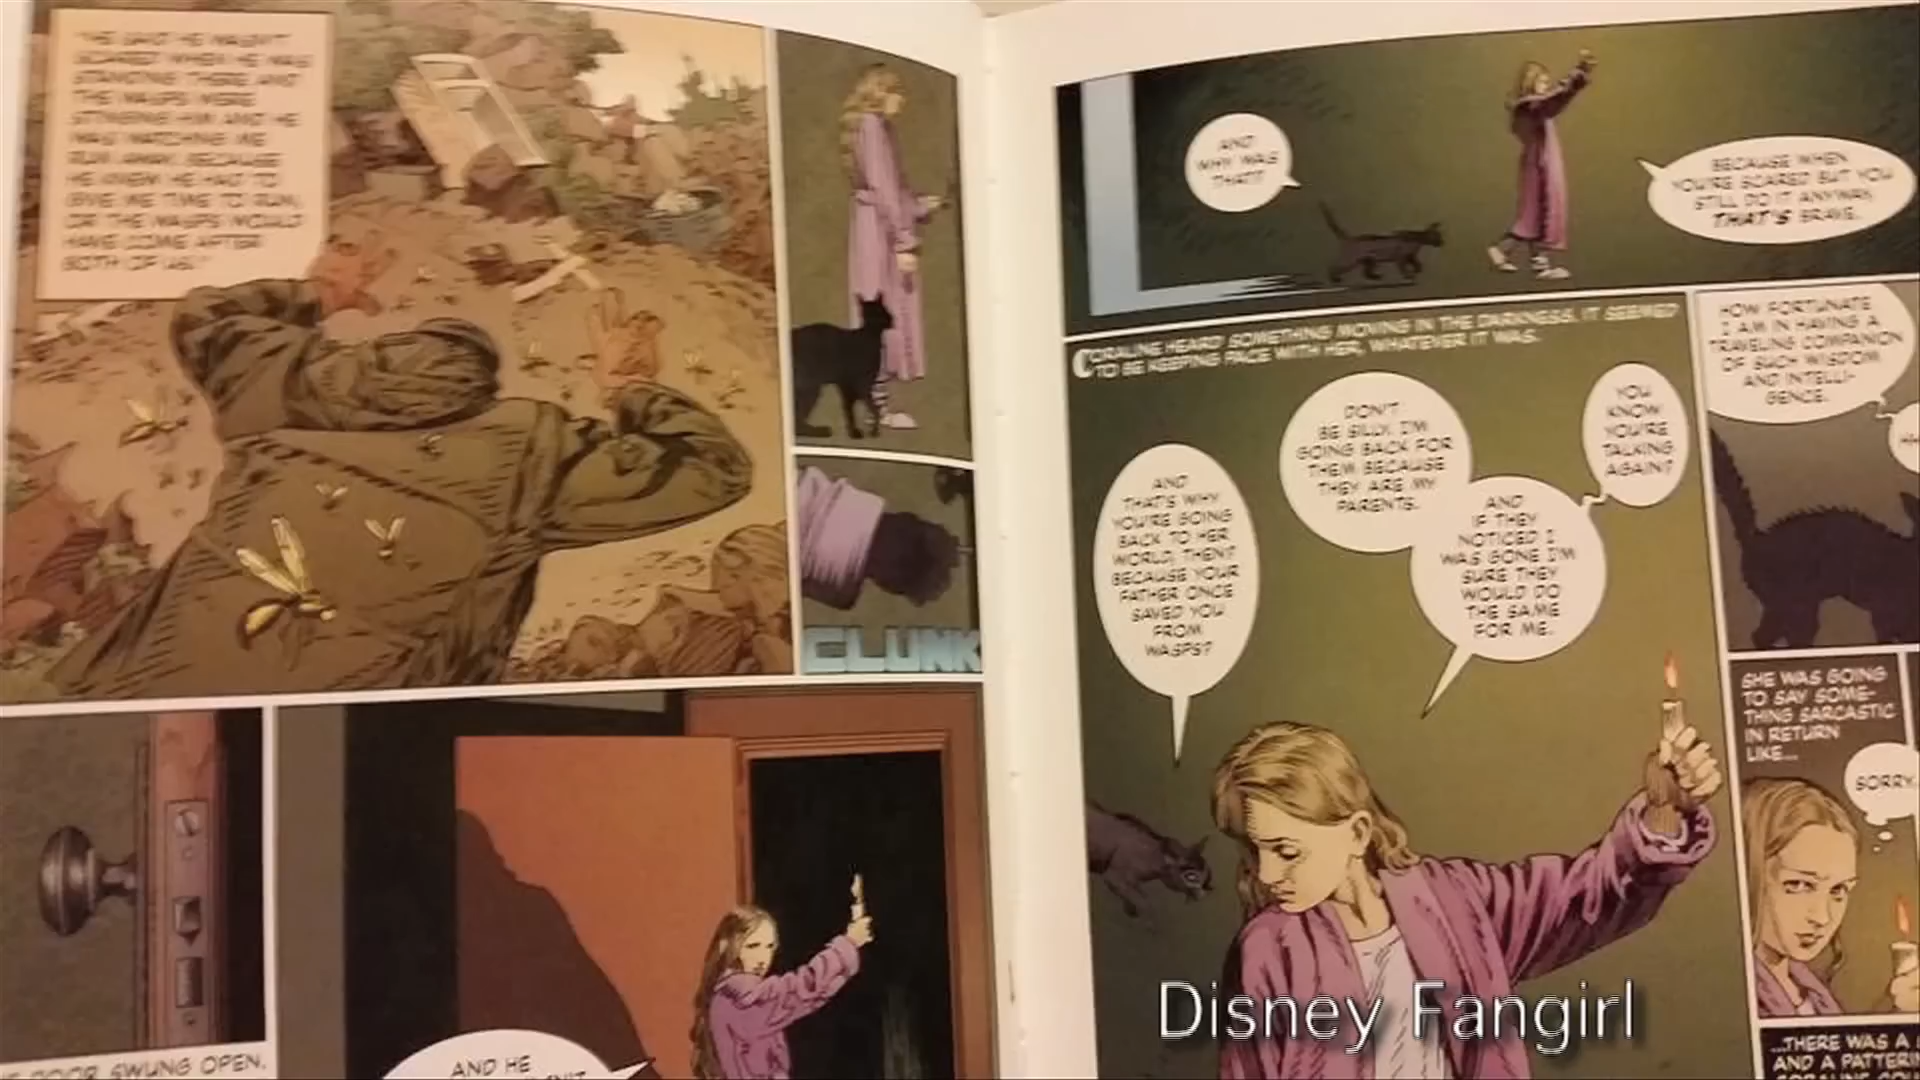 "HE SAID HE WASN'T
SCARED WHEN HE WAS
STANDING THERE AND
THE WASPS WERE
STINGING HIM AND HE
WAS WATCHING ME
RUN AWAY. BECAUSE
HE KNEW HE HAD TO
GIVE ME TIME TO RUN,
OR THE WASPS WOULD
HAVE COME AFTER
BOTH OF US."
CLUNK
DOOR SWUNG OPEN.
AND HE
AND
WHY WAS
THAT?
BECAUSE WHEN
YOU'RE SCARED BUT YOU
STILL DO IT ANYWAY,
THAT'S BRAVE.
CORALINE HEARD SOMETHING MOVING IN THE DARKNESS. IT SEEMED
TO BE KEEPING PACE WITH HER, WHATEVER IT WAS.
AND
THAT'S WHY
YOU'RE GOING
BACK TO HER
WORLD, THEN?
BECAUSE YOUR
FATHER ONCE
SAVED YOU
FROM
WASPS?
DON'T
BE SILLY. I'M
GOING BACK FOR
THEM BECAUSE
THEY ARE MY
PARENTS.
AND
IF THEY
NOTICED I
WAS GONE I'M
SURE THEY
WOULD DO
THE SAME
FOR ME.
YOU
KNOW
YOU'RE
TALKING
AGAIN?
HOW FORTUNATE
I AM IN HAVING A
TRAVELING COMPANION
OF SUCH WISDOM
AND INTELLI-
GENCE.
SHE WAS GOING
TO SAY SOME-
THING SARCASTIC
IN RETURN
LIKE...
SORRY,
...THERE WAS A
AND A
Disney Fangirl